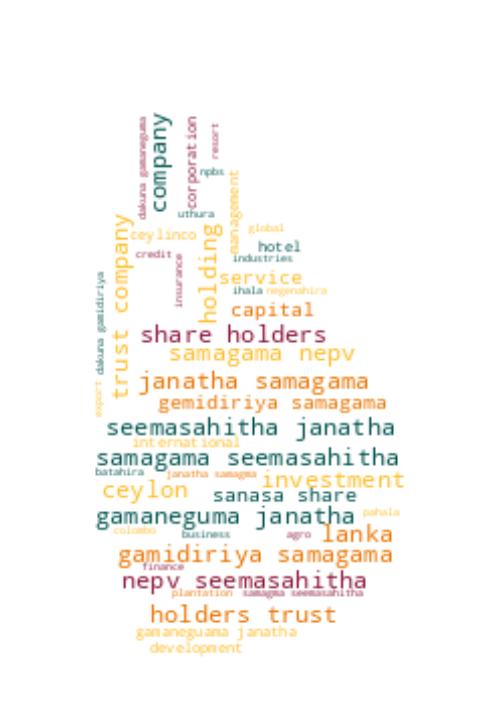 dakuna gamaneguma
company
corporation
resort
npbs
management
uthura
trust company
ceylinco
holding
global
hotel
credit
industries
insurance
service
dakuna gamidiriya
ihala
negenahira
capital
share holders
samagama nepv
janatha samagama
export
gemidiriya samagama
seemasahitha janatha
international
samagama seemasahitha
batahira
janatha samagma
investment
ceylon
sanasa share
gamaneguma janatha
pahala
colombo
business
agro
lanka
gamidiriya samagama
finance
nepv seemasahitha
plantation
samagma seemasahitha
holders trust
gamaneguama janatha
development